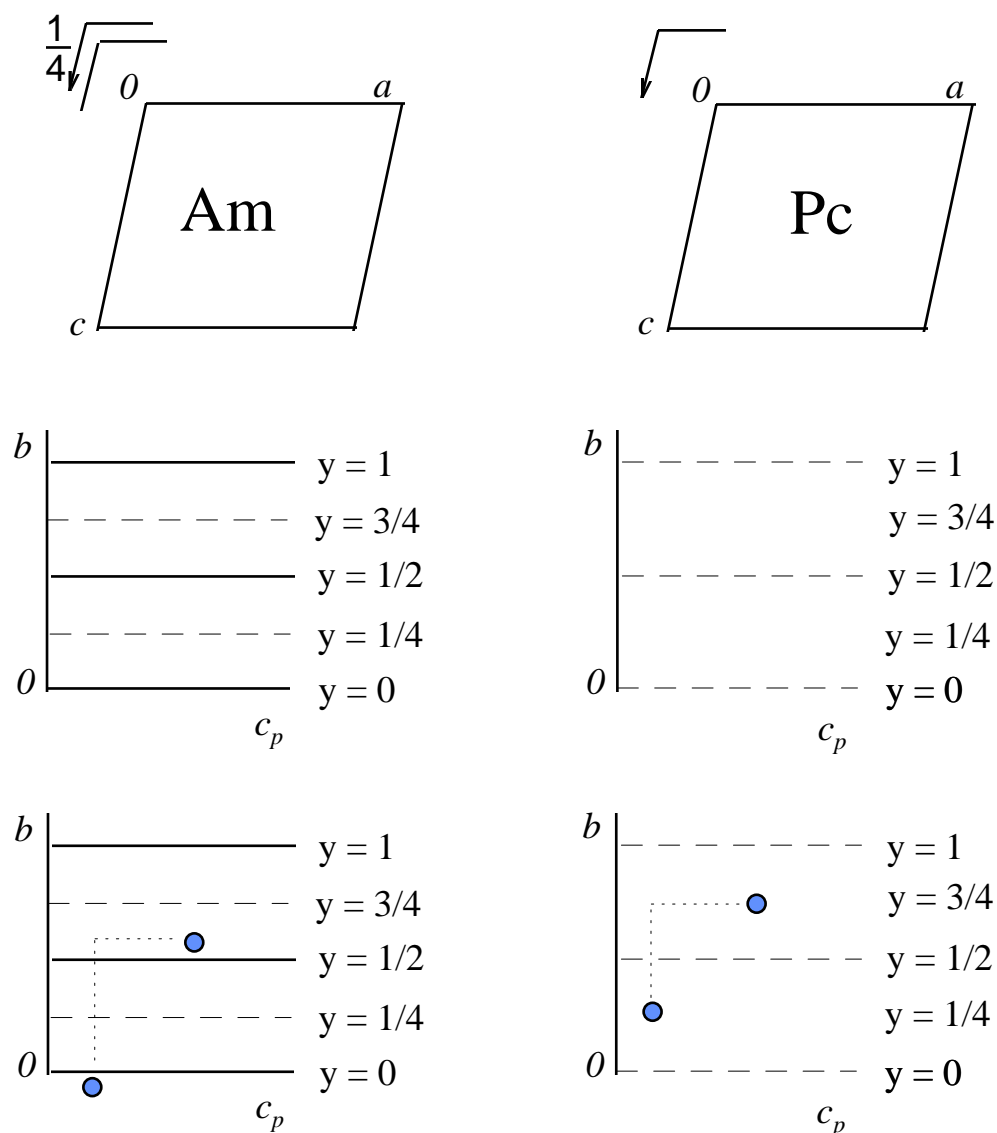 1
4
0 a
0 a
Am
Pc
c
c
b
y = 1
y = 3/4
y = 1/2
y = 1/4
0
y = 0
c_p
b
y = 1
y = 3/4
y = 1/2
y = 1/4
0
y = 0
c_p
b
y = 1
y = 3/4
y = 1/2
y = 1/4
0
y = 0
c_p
b
y = 1
y = 3/4
y = 1/2
y = 1/4
0
y = 0
c_p